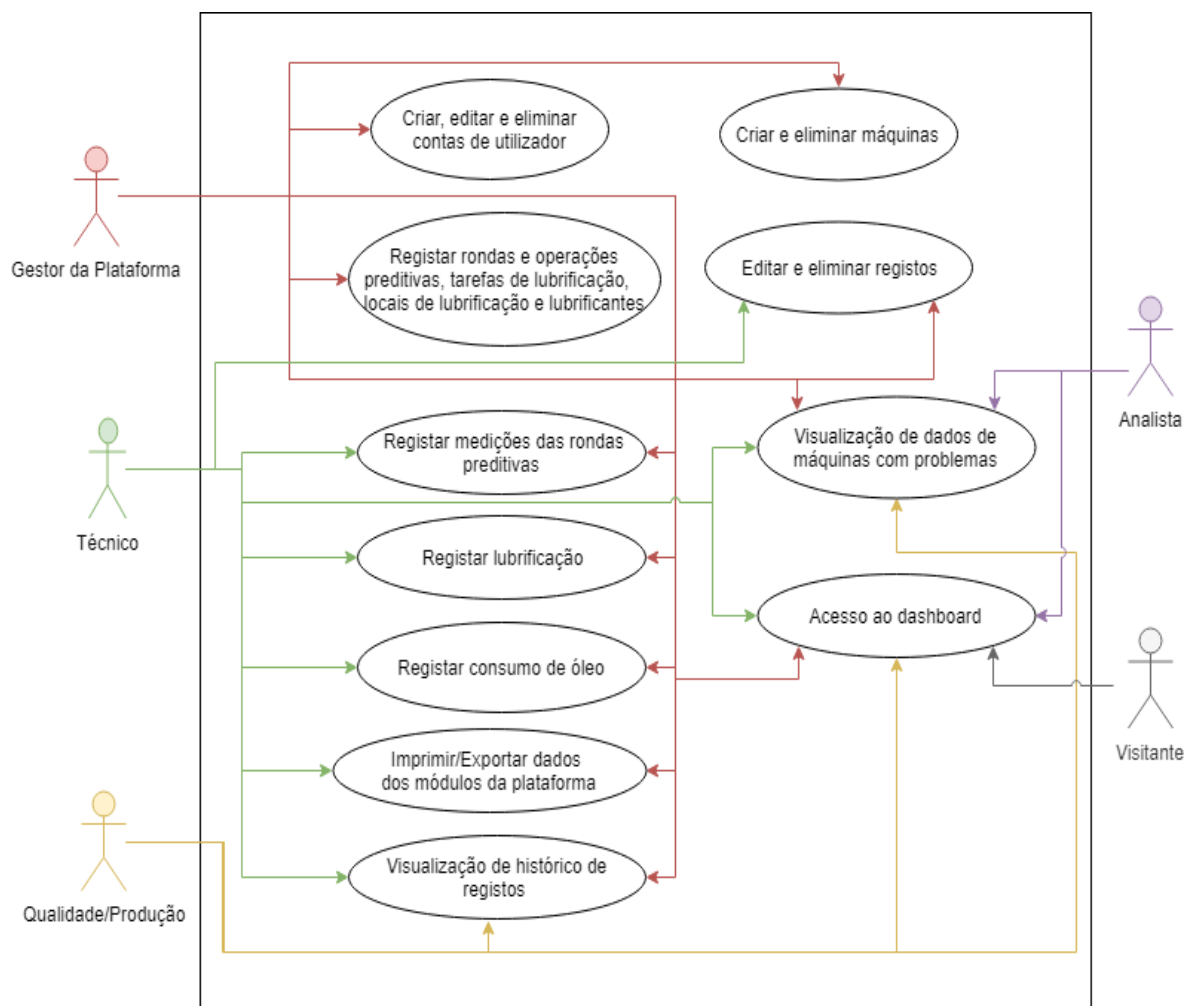 Criar, editar e eliminar
contas de utilizador
Criar e eliminar máquinas
Gestor da Plataforma
Registar rondas e operações
preditivas, tarefas de lubrificação,
locais de lubrificação e lubrificantes
Editar e eliminar registos
Analista
Registar medições das rondas
preditivas
Visualização de dados de
máquinas com problemas
Técnico
Registar lubrificação
Acesso ao dashboard
Registar consumo de óleo
Visitante
Imprimir/Exportar dados
dos módulos da plataforma
Visualização de histórico de
registos
Qualidade/Produção